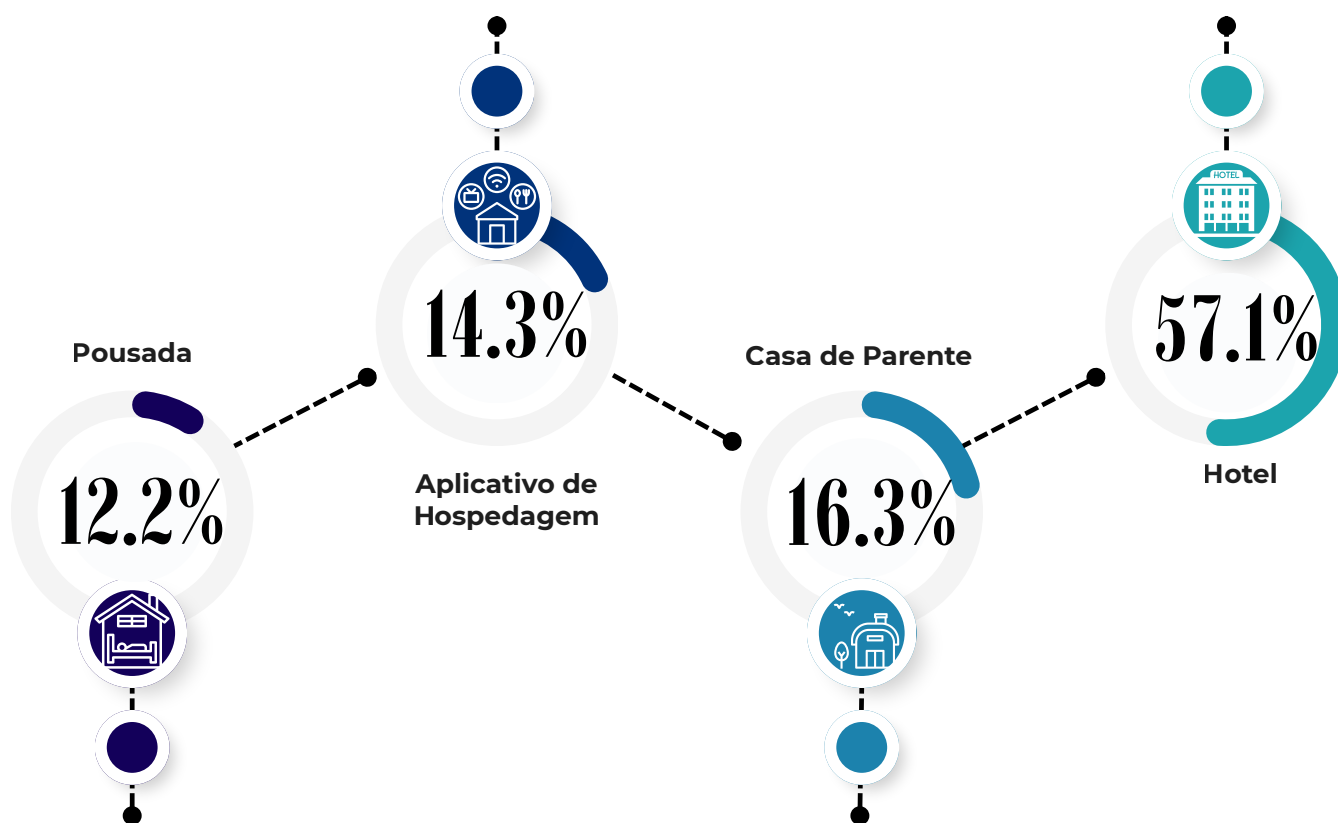 Pousada
12.2%
14.3%
Aplicativo de
Hospedagem
Casa de Parente
16.3%
HOTEL
57.1%
Hotel